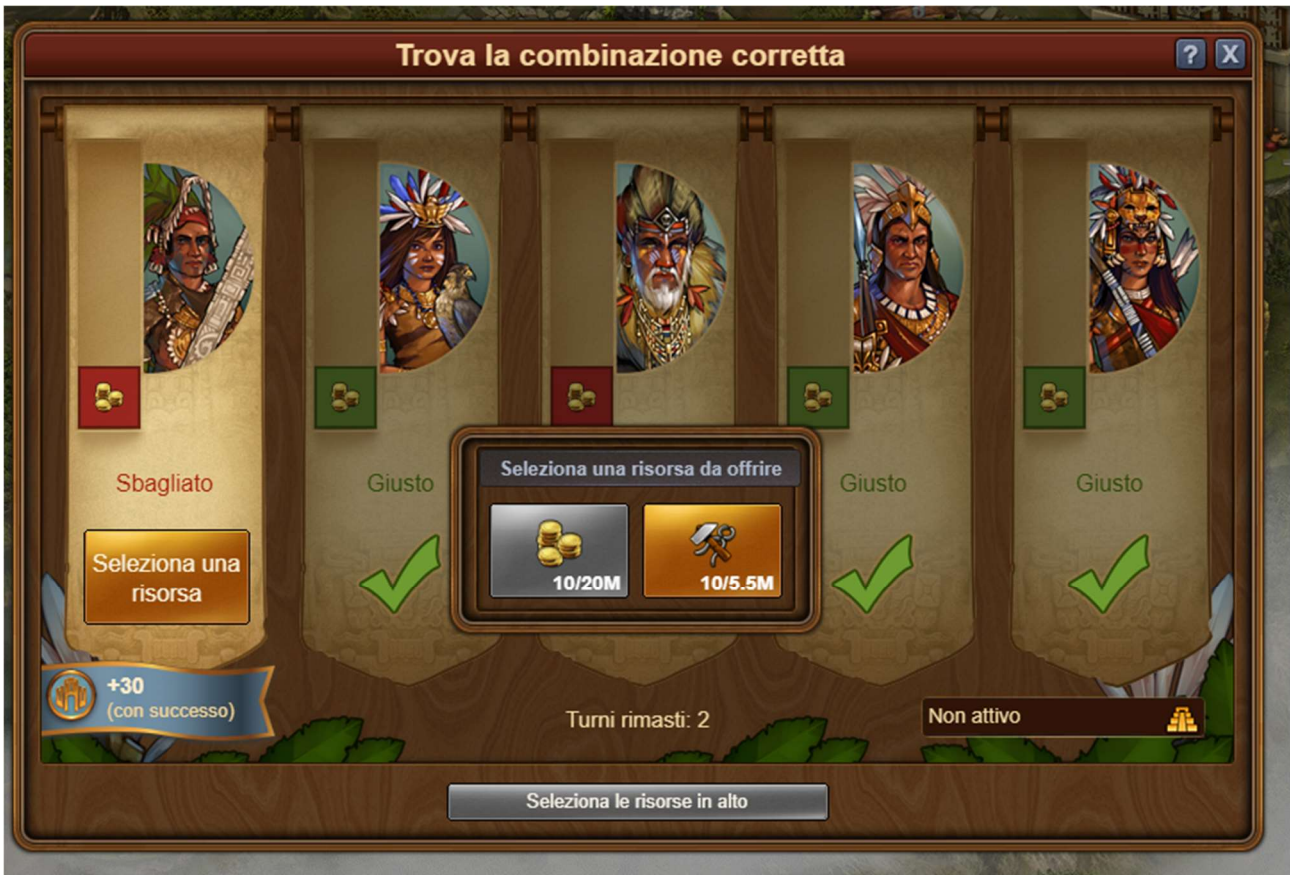 Trova la combinazione corretta
? X
Sbagliato
Giusto
Giusto
Giusto
Seleziona una risorsa da offrire
10/20M
10/5.5M
Seleziona una
risorsa
+30
(con successo)
Turni rimasti: 2
Non attivo
Seleziona le risorse in alto